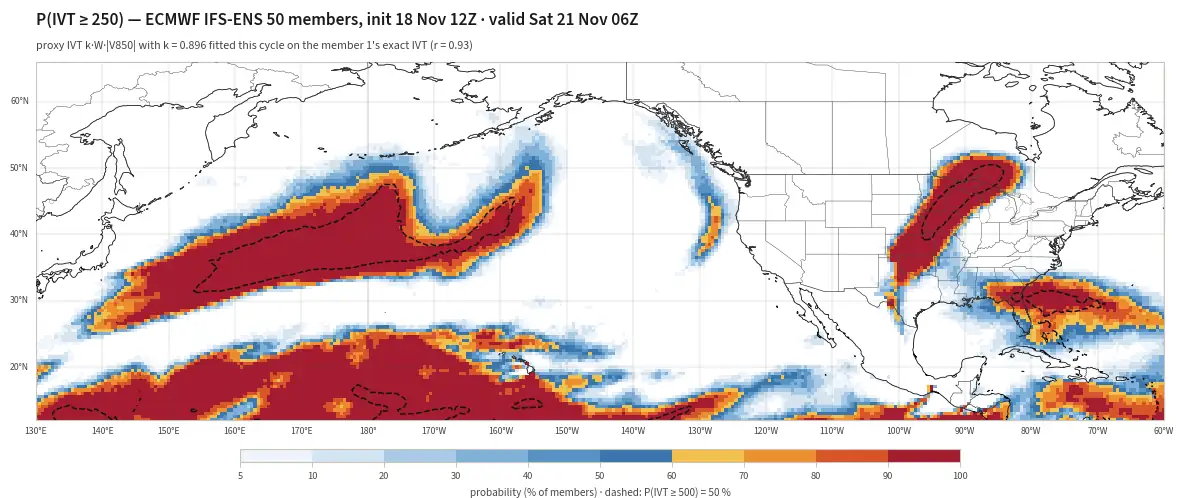 P(IVT ≥ 250) — ECMWF IFS-ENS 50 members, init 18 Nov 12Z · valid Sat 21 Nov 06Z
proxy IVT k·W·|V850| with k = 0.896 fitted this cycle on the member 1's exact IVT (r = 0.93)
60°N
50°N
40°N
30°N
20°N
130°E 140°E 150°E 160°E 170°E 180° 170°W 160°W 150°W 140°W 130°W 120°W 110°W 100°W 90°W 80°W 70°W 60°W
5 10 20 30 40 50 60 70 80 90 100
probability (% of members) · dashed: P(IVT ≥ 500) = 50 %